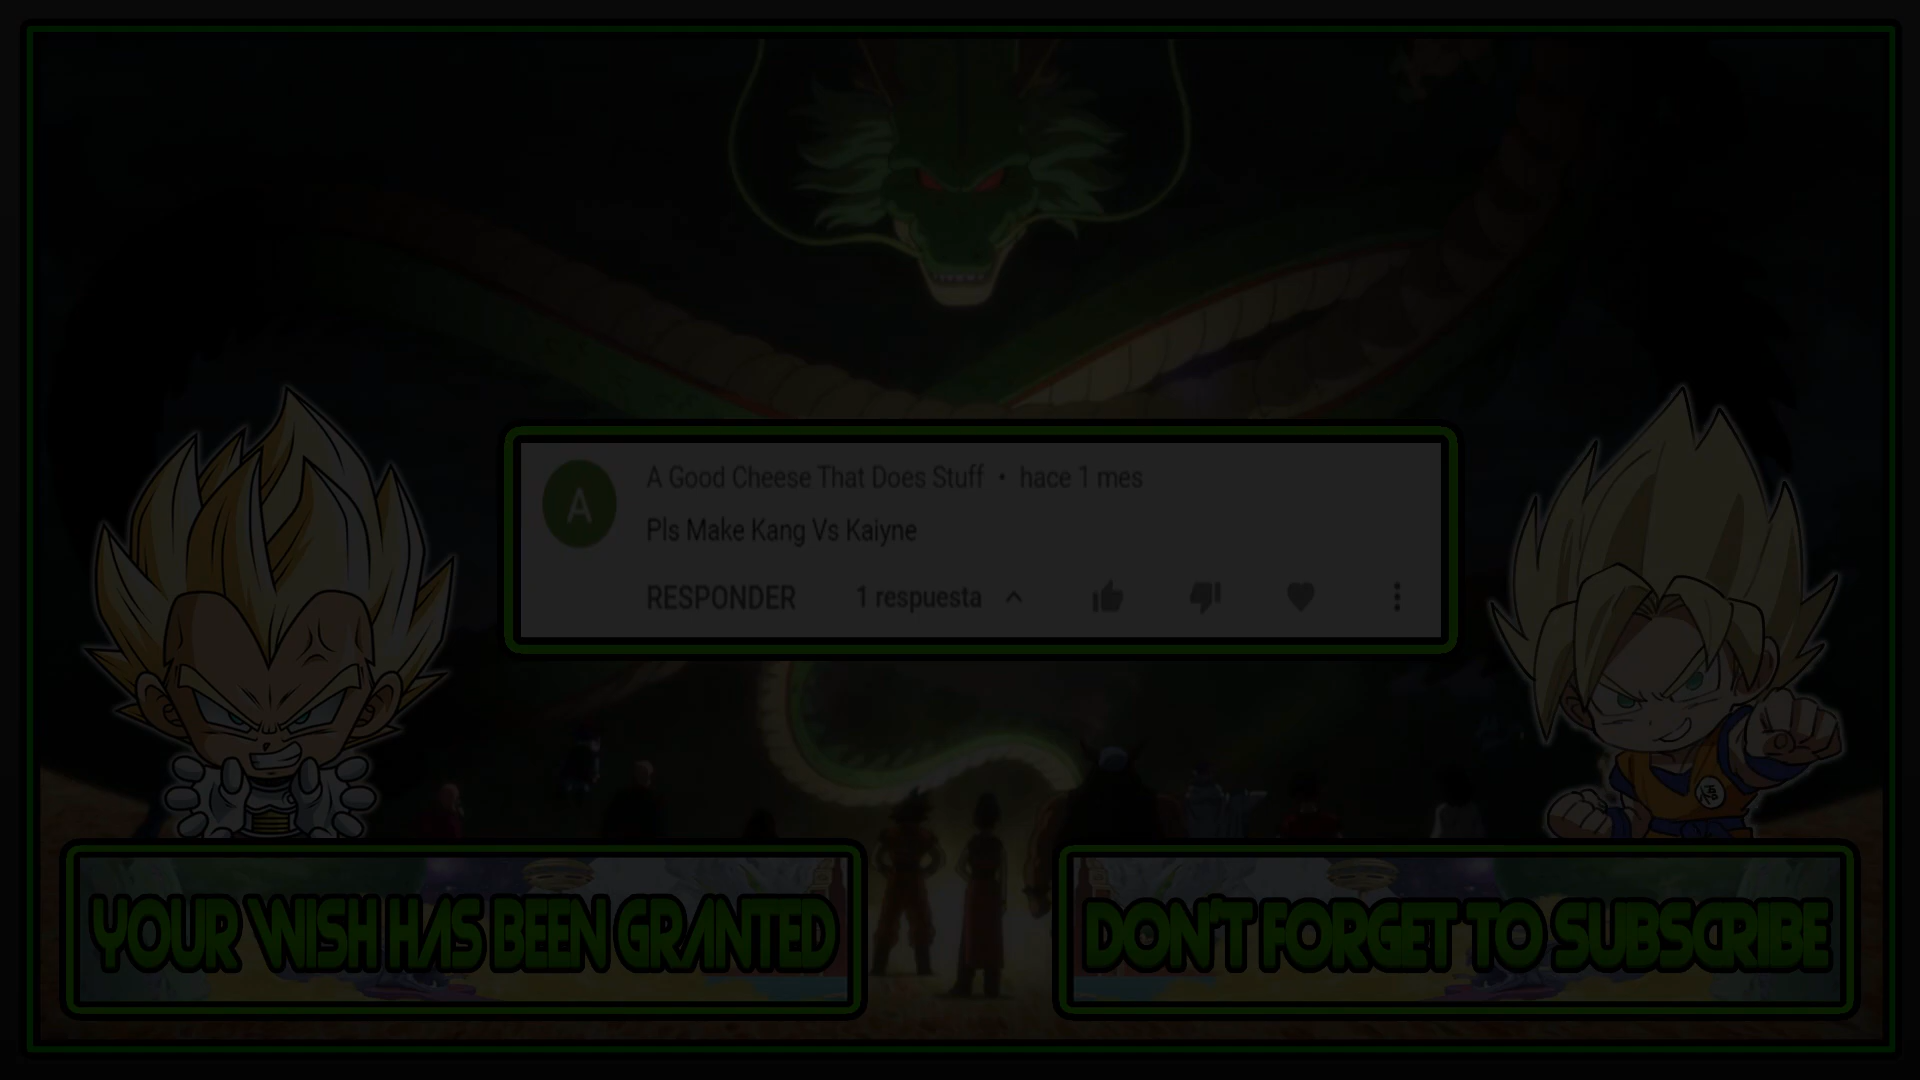 A Good Cheese That Does Stuff • hace 1 mes
A
Pls Make Kang Vs Kaiyne
RESPONDER 1 respuesta
YOUR WISH HAS BEEN GRANTED
DON'T FORGET TO SUBSCRIBE